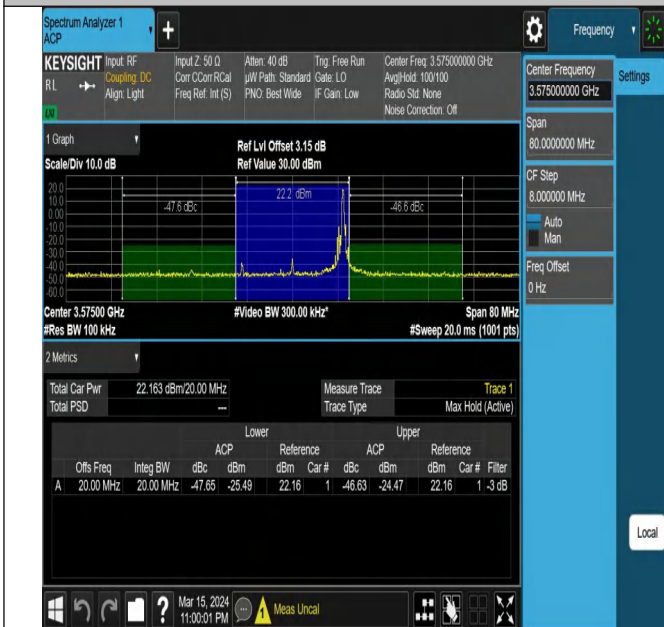 Spectrum Analyzer 1
ACP
+
Frequency
KEYSIGHT Input: RF Input Z: 50 Ω Atten: 40 dB Trig: Free Run Center Freq: 3.575000000 GHz
RL Coupling: DC Corr CCorr RCal µW Path: Standard Gate: LO Avg|Hold: 100/100
Align: Light Freq Ref: Int (S) PNO: Best Wide IF Gain: Low Radio Std: None
Noise Correction: Off
LXI
Center Frequency
3.575000000 GHz
Settings
Span
80.0000000 MHz
CF Step
8.000000 MHz
Auto
Man
Freq Offset
0 Hz
Local
1 Graph
Ref Lvl Offset 3.15 dB
Scale/Div 10.0 dB Ref Value 30.00 dBm
20.0
10.0
0.00
-10.0
-20.0
-30.0
-40.0
-50.0
-60.0
-47.6 dBc 22.2 dBm -46.6 dBc
Center 3.57500 GHz #Video BW 300.00 kHz* Span 80 MHz
#Res BW 100 kHz #Sweep 20.0 ms (1001 pts)
2 Metrics
Total Car Pwr 22.163 dBm/20.00 MHz Measure Trace Trace 1
Total PSD --- Trace Type Max Hold (Active)
Lower Upper
ACP Reference ACP Reference
Offs Freq Integ BW dBc dBm dBm Car # dBc dBm dBm Car # Filter
A 20.00 MHz 20.00 MHz -47.65 -25.49 22.16 1 -46.63 -24.47 22.16 1 -3 dB
? Mar 15, 2024
11:00:01 PM
1 Meas Uncal